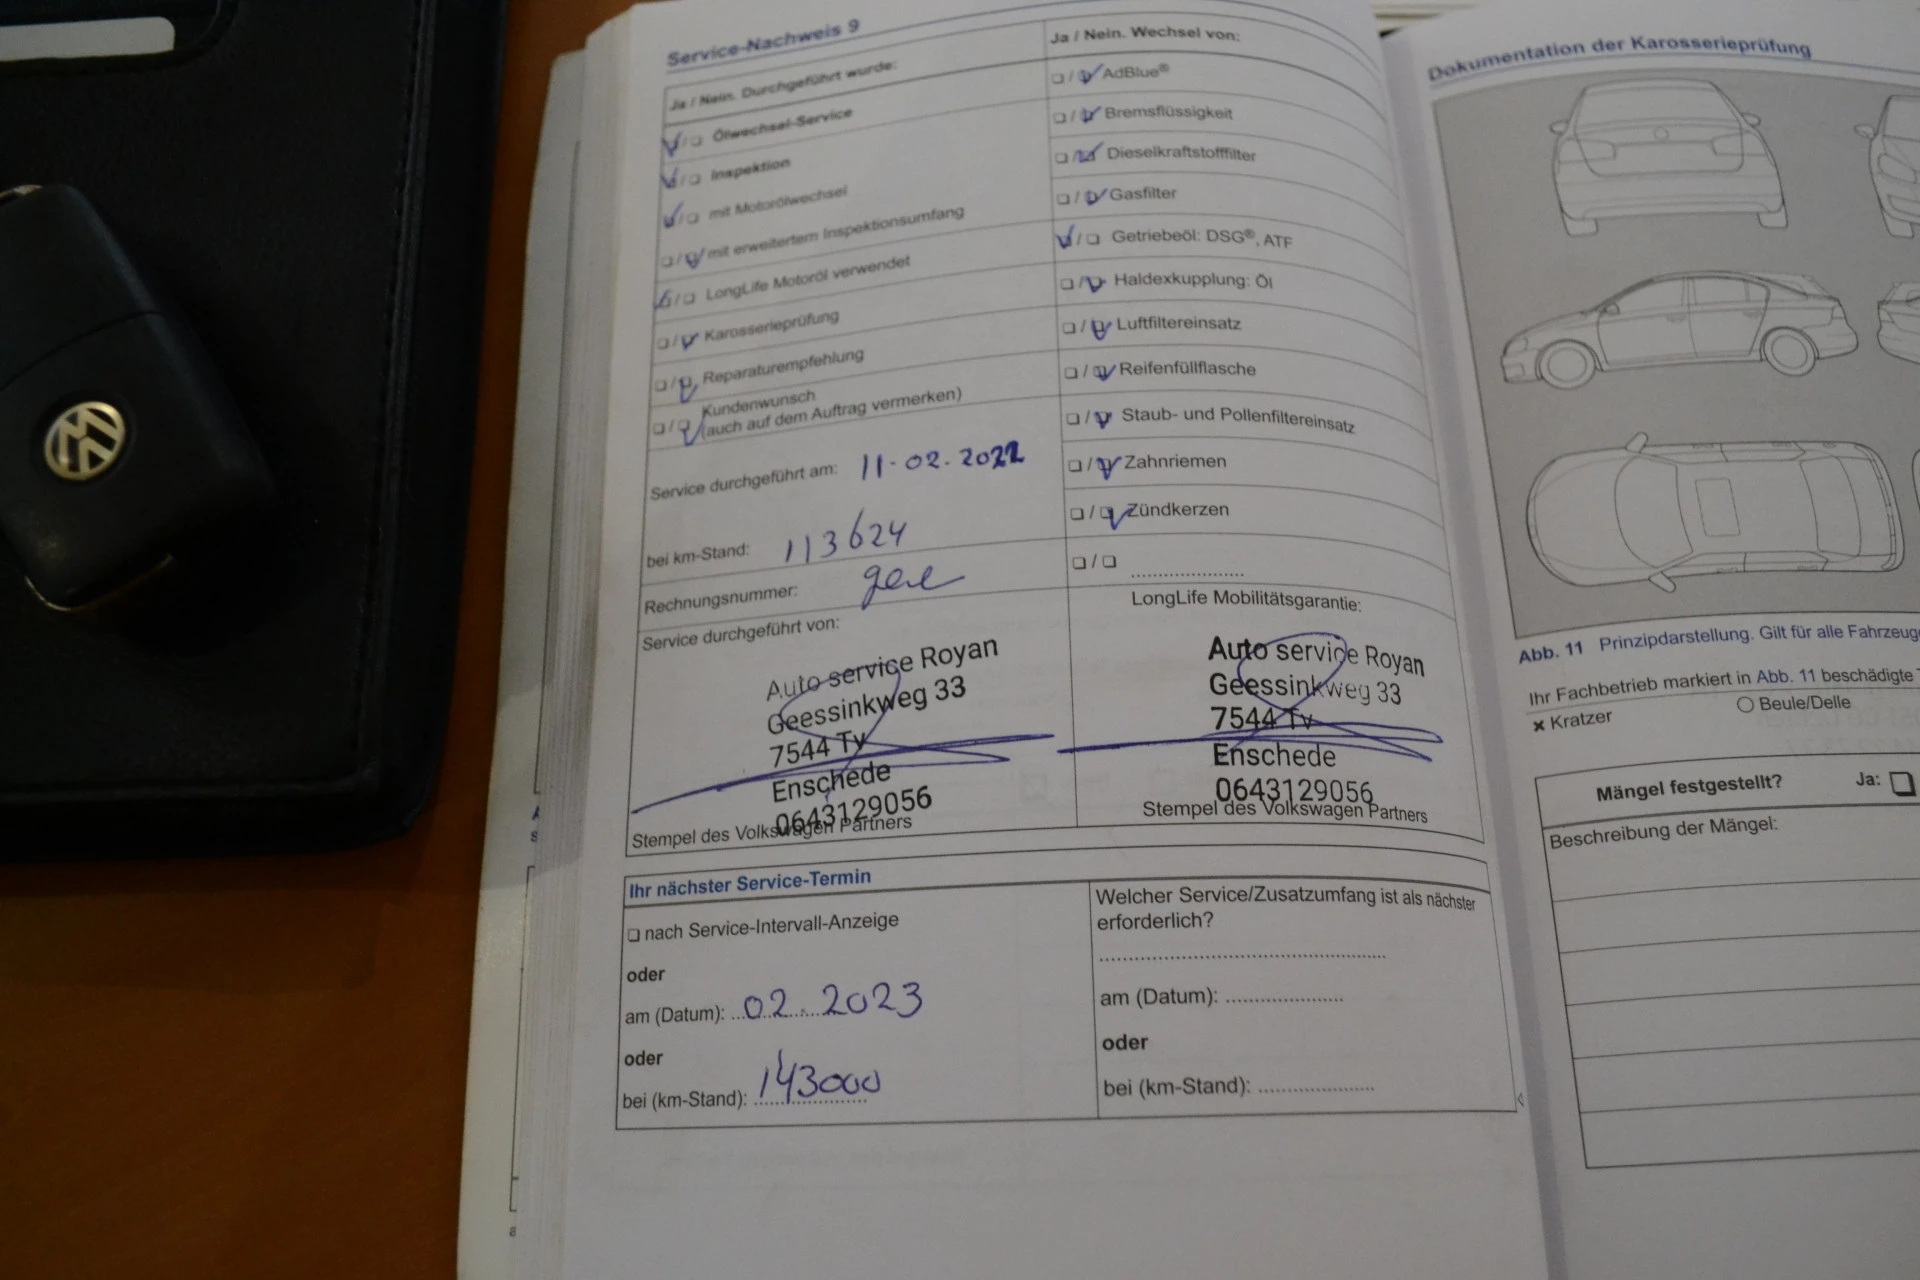 Service-Nachweis 9
Ja / Nein. Durchgeführt wurde:
Ölwechsel-Service
Inspektion
mit Motorölwechsel
mit erweitertem Inspektionsumfang
LongLife Motoröl verwendet
Karosserieprüfung
Reparaturempfehlung
Kundenwunsch
(auch auf dem Auftrag vermerken)
Service durchgeführt am: 11-02.2022
bei km-Stand: 113624
Rechnungsnummer:
Service durchgeführt von:
Auto service Royan
Geessinkweg 33
7544 Tv
Enschede
0643129056
Stempel des Volkswagen Partners
Ja / Nein. Wechsel von:
AdBlue®
Bremsflüssigkeit
Dieselkraftstofffilter
Gasfilter
Getriebeöl: DSG®, ATF
Haldexkupplung: Öl
Luftfiltereinsatz
Reifenfüllflasche
Staub- und Pollenfiltereinsatz
Zahnriemen
Zündkerzen
LongLife Mobilitätsgarantie:
Auto service Royan
Geessinkweg 33
7544 Tv
Enschede
0643129056
Stempel des Volkswagen Partners
Ihr nächster Service-Termin
nach Service-Intervall-Anzeige
oder
am (Datum): 02.2023
oder
bei (km-Stand): 143000
Welcher Service/Zusatzumfang ist als nächster
erforderlich?
am (Datum):
oder
bei (km-Stand):
Dokumentation der Karosserieprüfung
Abb. 11 Prinzipdarstellung. Gilt für alle
Ihr Fachbetrieb markiert in Abb. 11 beschädigte
× Kratzer
○ Beule/Delle
Mängel festgestellt? Ja:
Beschreibung der Mängel: